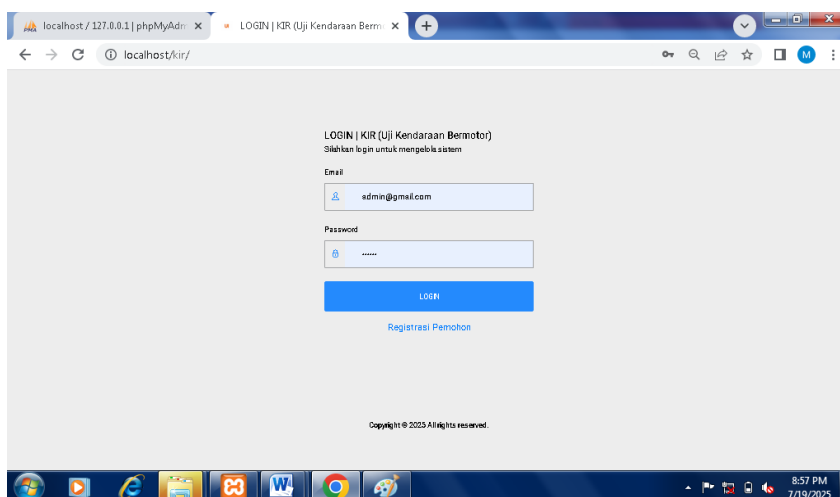 localhost / 127.0.0.1 | phpMyAdm
LOGIN | KIR (Uji Kendaraan Bermo
localhost/kir/
M
LOGIN | KIR (Uji Kendaraan Bermotor)
Silahkan login untuk mengelola sistem
Email
admin@gmail.com
Password
LOGIN
Registrasi Pemohon
Copyright © 2025 All rights reserved.
8:57 PM
7/19/2025